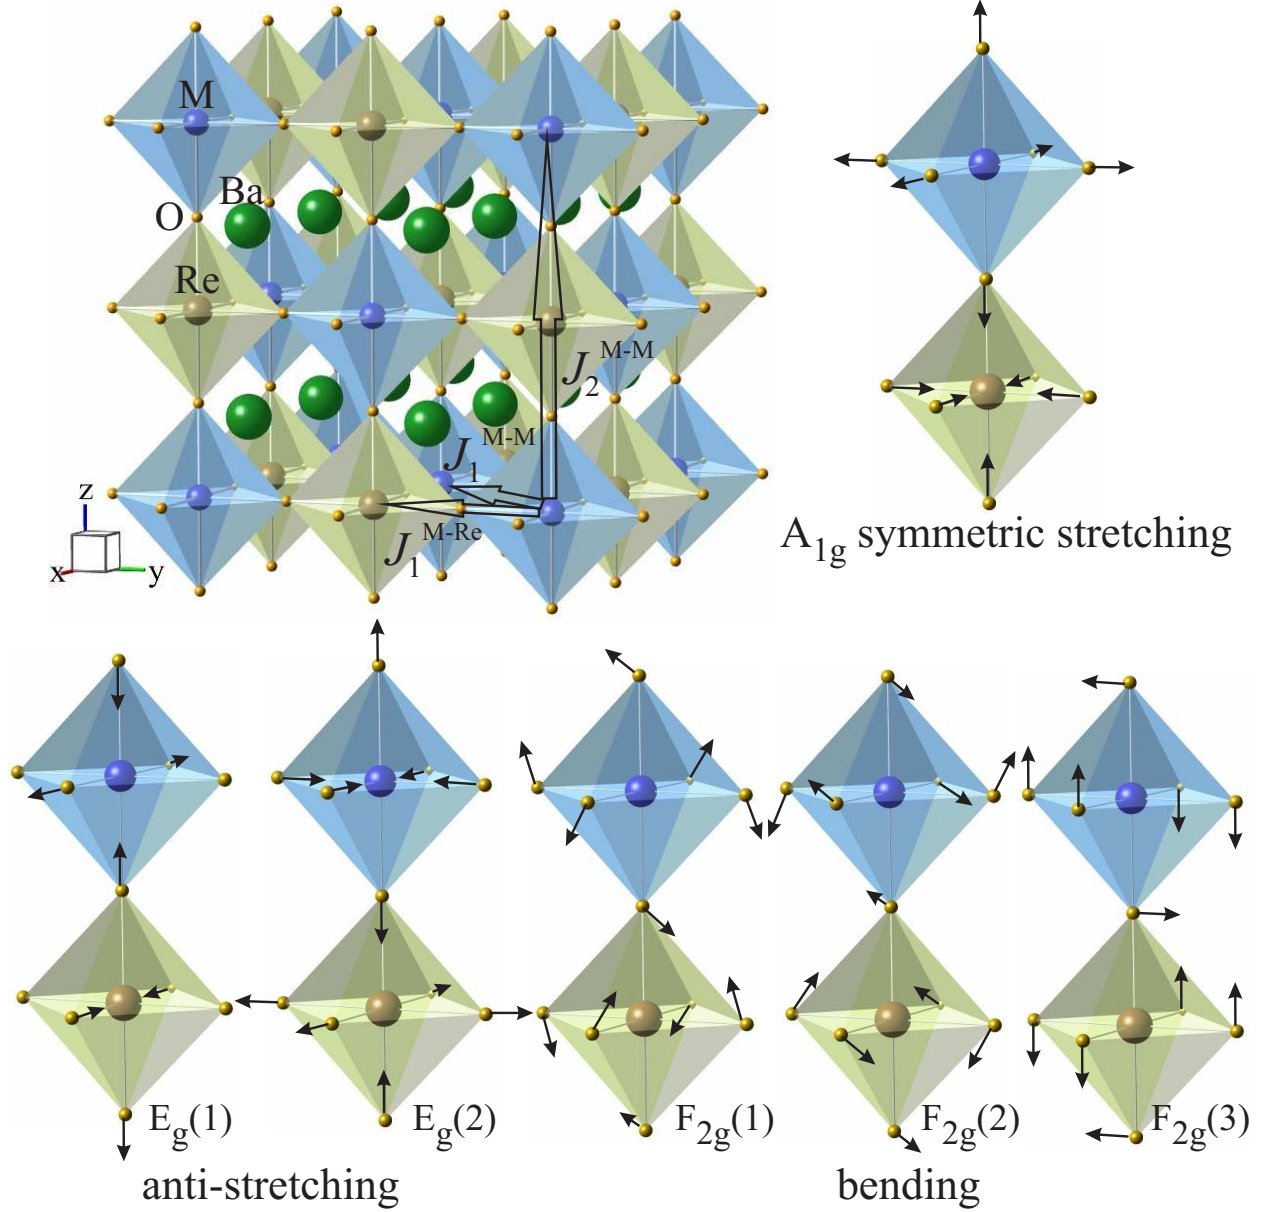 M
Ba
O
Re
J₂ᴹ⁻ᴹ
J₁ᴹ⁻ᴹ
J₁ᴹ⁻ᴿᵉ
z
x
y
A₁g symmetric stretching
Eg(1)
Eg(2)
F₂g(1)
F₂g(2)
F₂g(3)
anti-stretching
bending